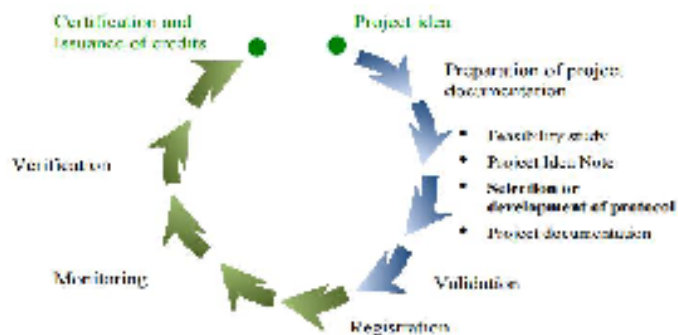 Certification and
Issuance of credits
Project idea
Preparation of project
documentation
• Feasibility study
• Project Idea Note
• Selection or
development of protocol
• Project documentation
Validation
Registration
Monitoring
Verification